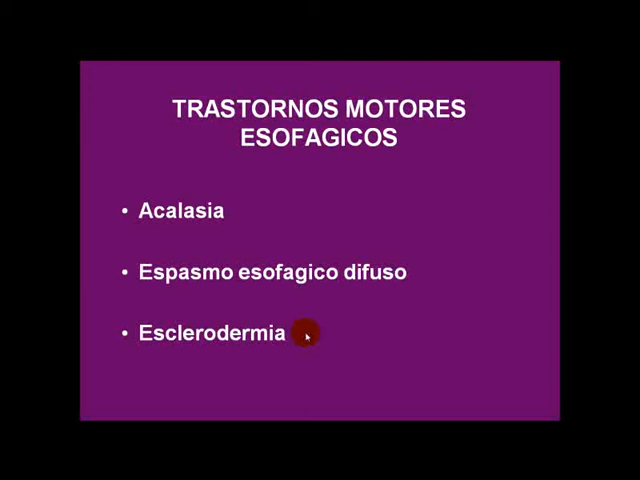 TRASTORNOS MOTORES
ESOFAGICOS
• Acalasia
• Espasmo esofagico difuso
• Esclerodermia